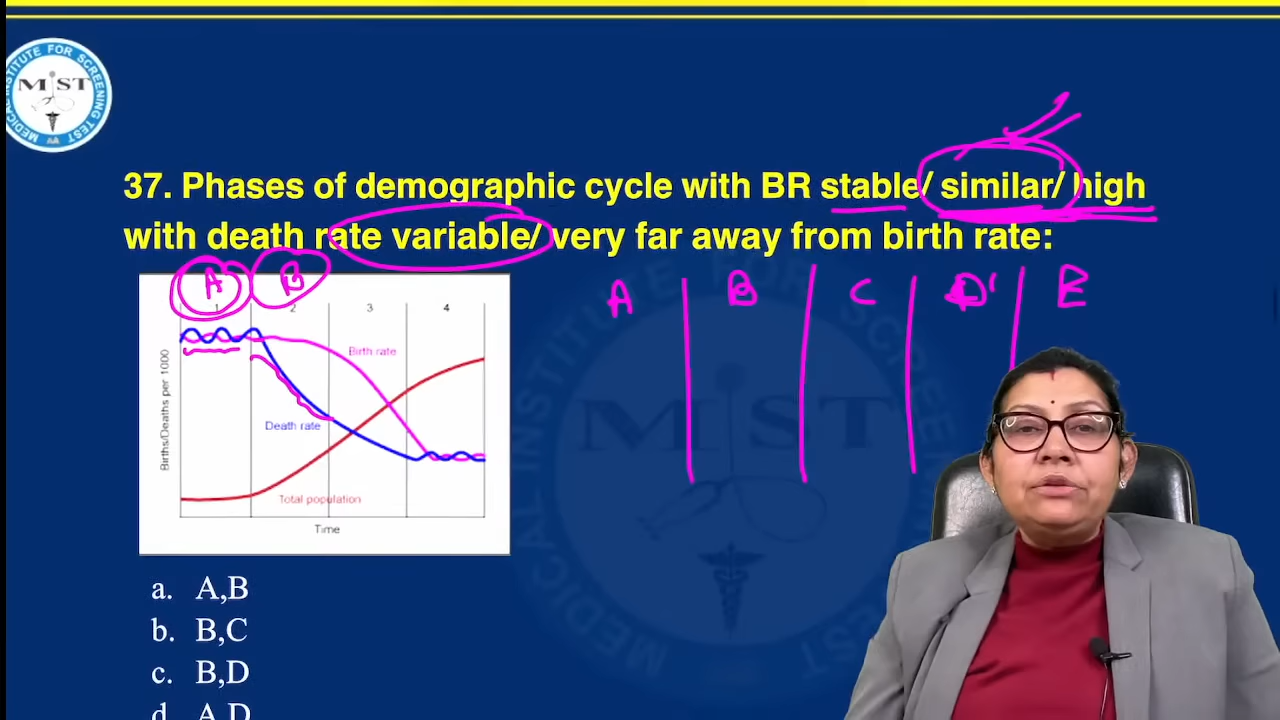 MEDICAL INSTITUTE FOR SCREENING TEST
MIST
37. Phases of demographic cycle with BR stable/ similar/ high
with death rate variable/ very far away from birth rate:
A B
1 2 3 4
A B C D' E
Birth rate
Births/Deaths per 1000
Death rate
Total population
Time
a. A,B
b. B,C
c. B,D
d. A,D